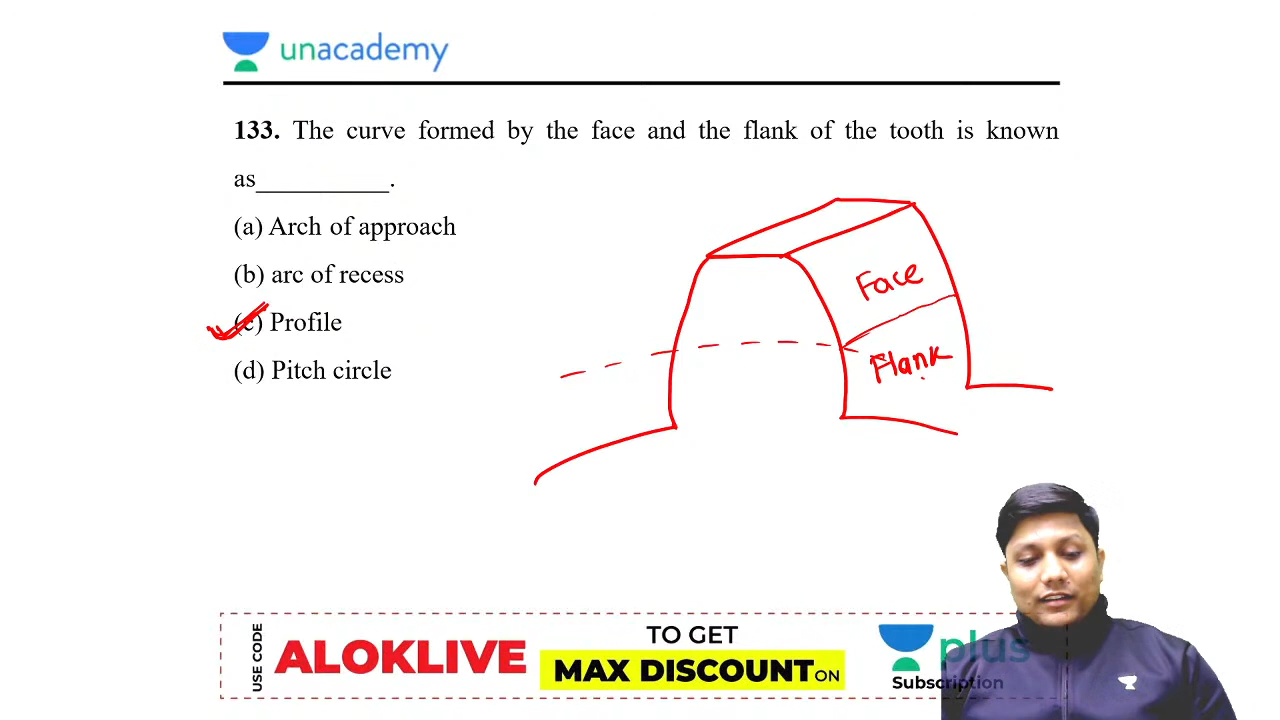 unacademy
133. The curve formed by the face and the flank of the tooth is known
as__________.
(a) Arch of approach
(b) arc of recess
(c) Profile
(d) Pitch circle
Face
Flank
USE CODE
ALOKLIVE
TO GET
MAX DISCOUNT ON
plus
Subscription